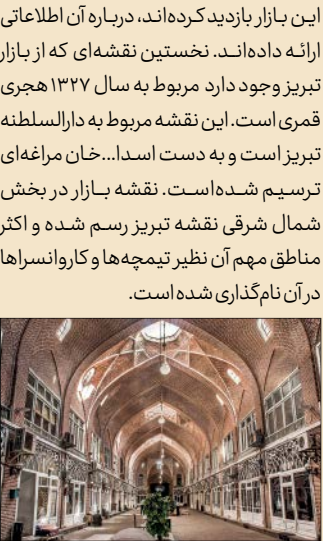 این بازار بازدید کرده‌اند، درباره آن اطلاعاتی
ارائه داده‌اند. نخستین نقشه‌ای که از بازار
تبریز وجود دارد مربوط به سال ۱۳۲۷ هجری
قمری است. این نقشه مربوط به دارالسلطنه
تبریز است و به دست اسدا...خان مراغه‌ای
ترسیم شده‌است. نقشه بازار در بخش
شمال شرقی نقشه تبریز رسم شده و اکثر
مناطق مهم آن نظیر تیمچه‌ها و کاروانسراها
در آن نام‌گذاری شده است.